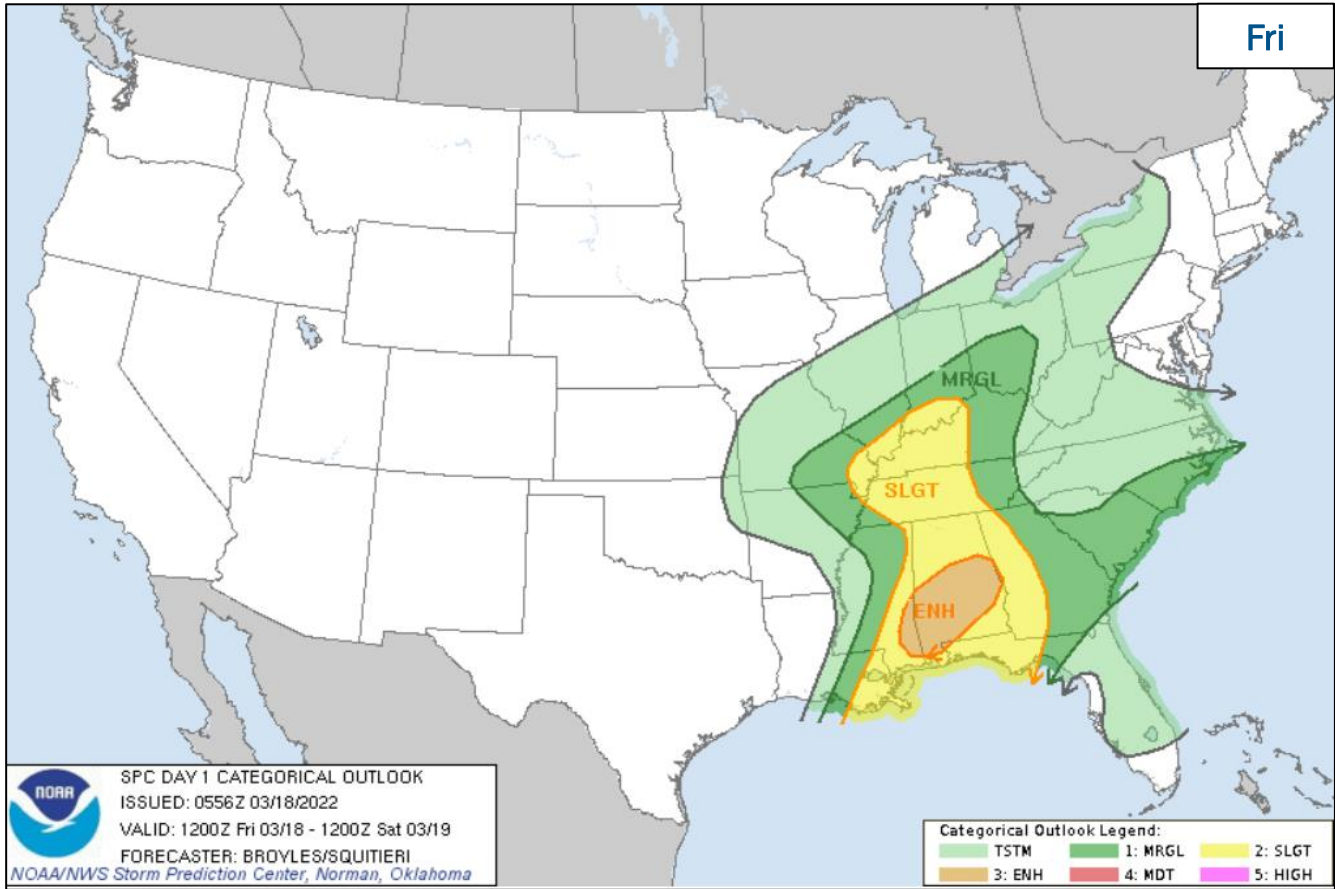 Fri
MRGL
SLGT
ENH
NOAA
SPC DAY 1 CATEGORICAL OUTLOOK
ISSUED: 0556Z 03/18/2022
VALID: 1200Z Fri 03/18 - 1200Z Sat 03/19
FORECASTER: BROYLES/SQUITIERI
NOAA/NWS Storm Prediction Center, Norman, Oklahoma
Categorical Outlook Legend:
TSTM 1: MRGL 2: SLGT
3: ENH 4: MDT 5: HIGH